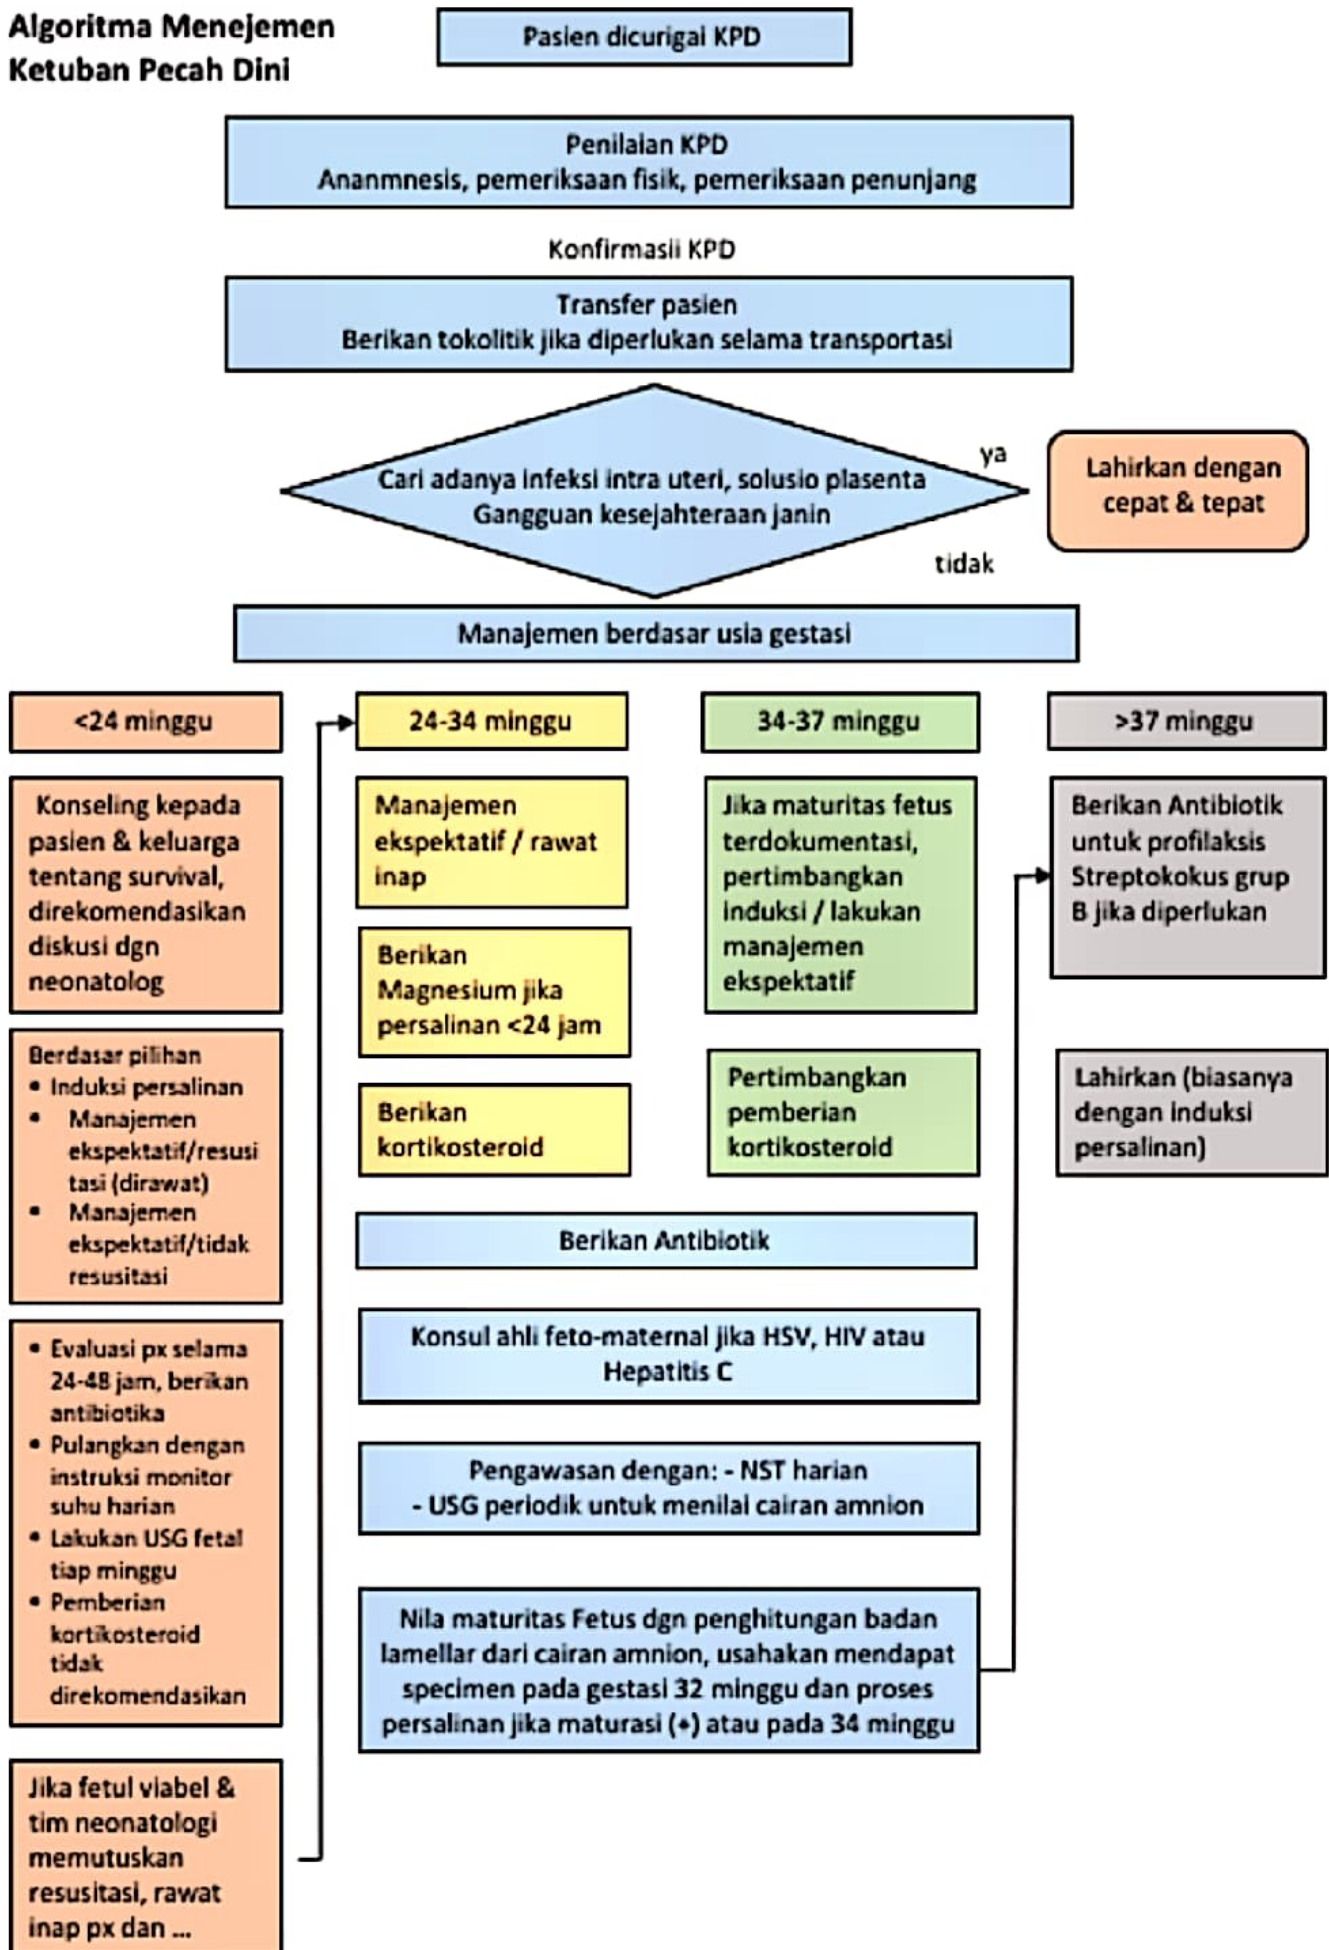 Algoritma Menejemen
Ketuban Pecah Dini
Pasien dicurigai KPD
Penilaian KPD
Ananmnesis, pemeriksaan fisik, pemeriksaan penunjang
Konfirmasii KPD
Transfer pasien
Berikan tokolitik jika diperlukan selama transportasi
Cari adanya infeksi intra uteri, solusio plasenta
Gangguan kesejahteraan janin
ya
Lahirkan dengan
cepat & tepat
tidak
Manajemen berdasar usia gestasi
<24 minggu
Konseling kepada
pasien & keluarga
tentang survival,
direkomendasikan
diskusi dgn
neonatolog
Berdasar pilihan
• Induksi persalinan
• Manajemen
ekspektatif/resusi
tasi (dirawat)
• Manajemen
ekspektatif/tidak
resusitasi
• Evaluasi px selama
24-48 jam, berikan
antibiotika
• Pulangkan dengan
instruksi monitor
suhu harian
• Lakukan USG fetal
tiap minggu
• Pemberian
kortikosteroid
tidak
direkomendasikan
Jika fetul viabel &
tim neonatologi
memutuskan
resusitasi, rawat
inap px dan ...
24-34 minggu
Manajemen
ekspektatif / rawat
inap
Berikan
Magnesium jika
persalinan <24 jam
Berikan
kortikosteroid
34-37 minggu
Jika maturitas fetus
terdokumentasi,
pertimbangkan
induksi / lakukan
manajemen
ekspektatif
Pertimbangkan
pemberian
kortikosteroid
Berikan Antibiotik
Konsul ahli feto-maternal jika HSV, HIV atau
Hepatitis C
Pengawasan dengan: - NST harian
- USG periodik untuk menilai cairan amnion
Nila maturitas Fetus dgn penghitungan badan
lamellar dari cairan amnion, usahakan mendapat
specimen pada gestasi 32 minggu dan proses
persalinan jika maturasi (+) atau pada 34 minggu
>37 minggu
Berikan Antibiotik
untuk profilaksis
Streptokokus grup
B jika diperlukan
Lahirkan (biasanya
dengan induksi
persalinan)